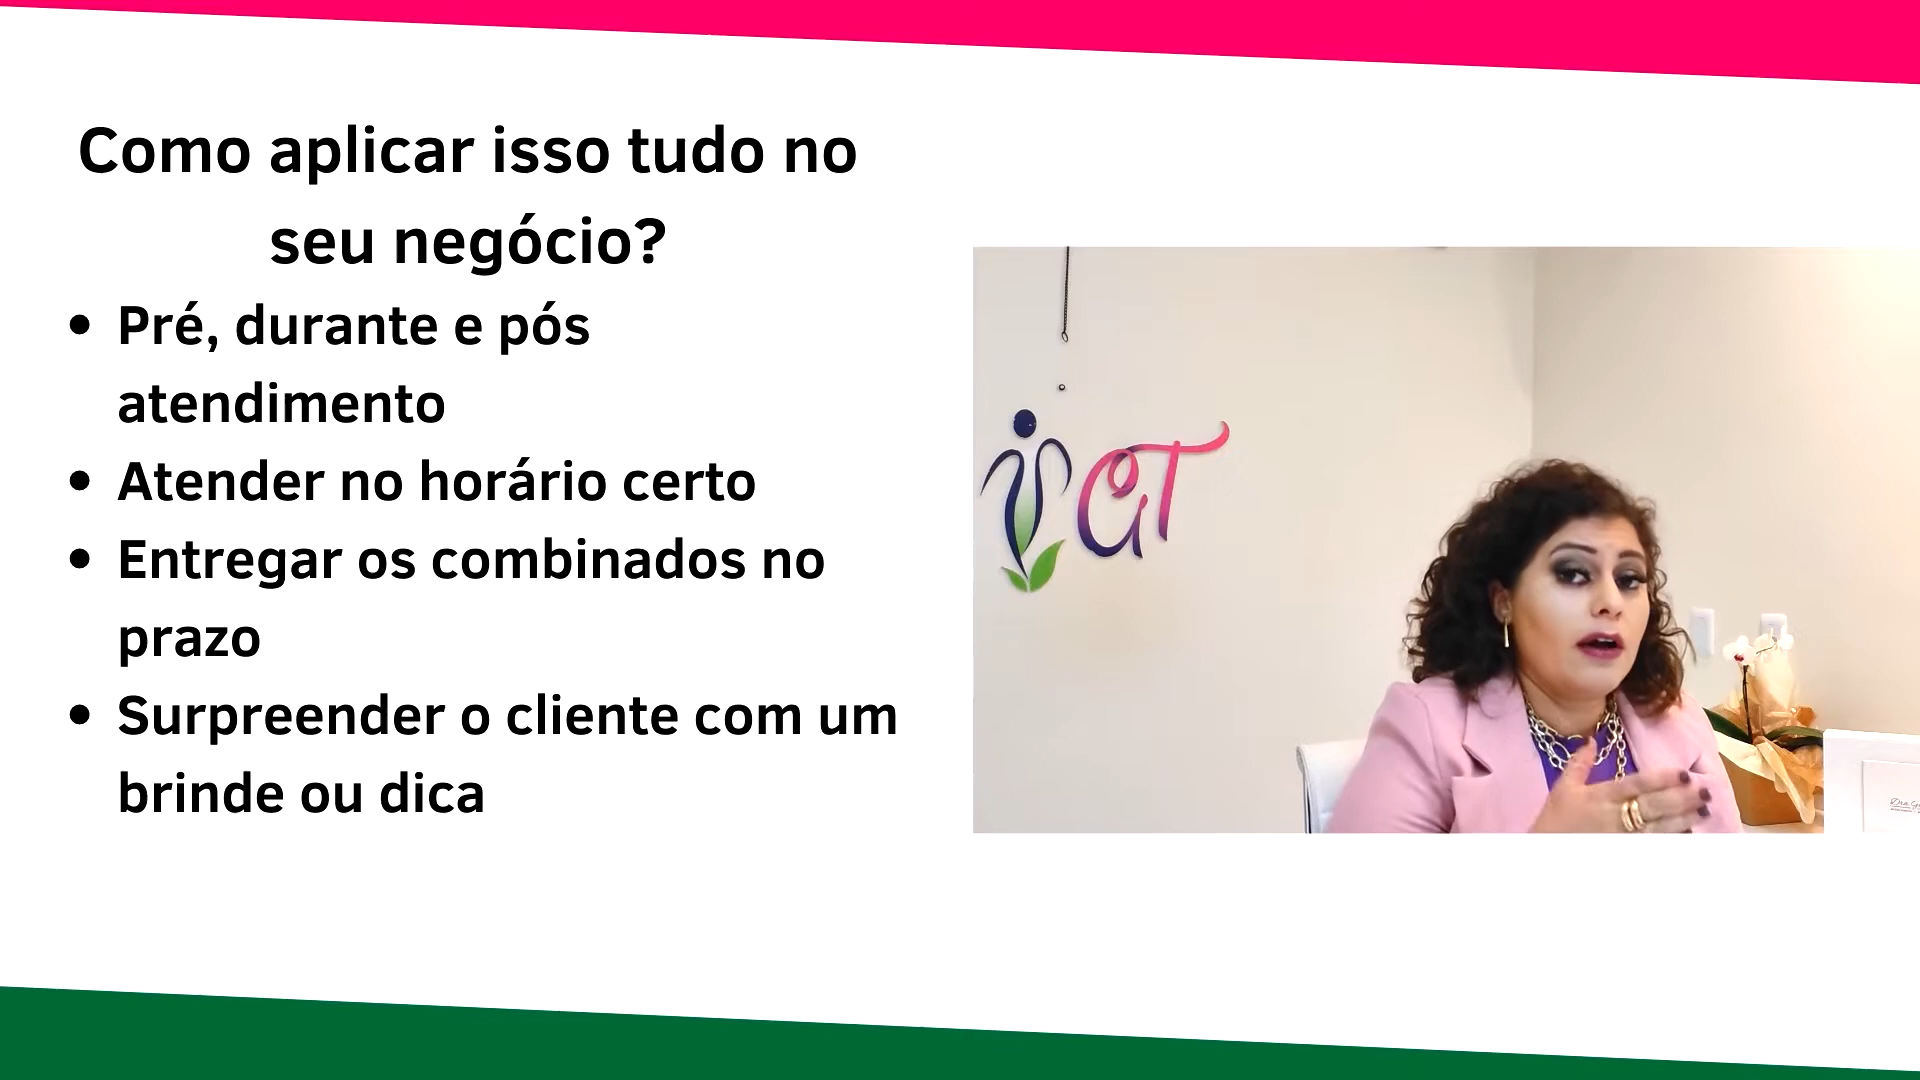 Como aplicar isso tudo no
seu negócio?
• Pré, durante e pós
atendimento
• Atender no horário certo
• Entregar os combinados no
prazo
• Surpreender o cliente com um
brinde ou dica
GT